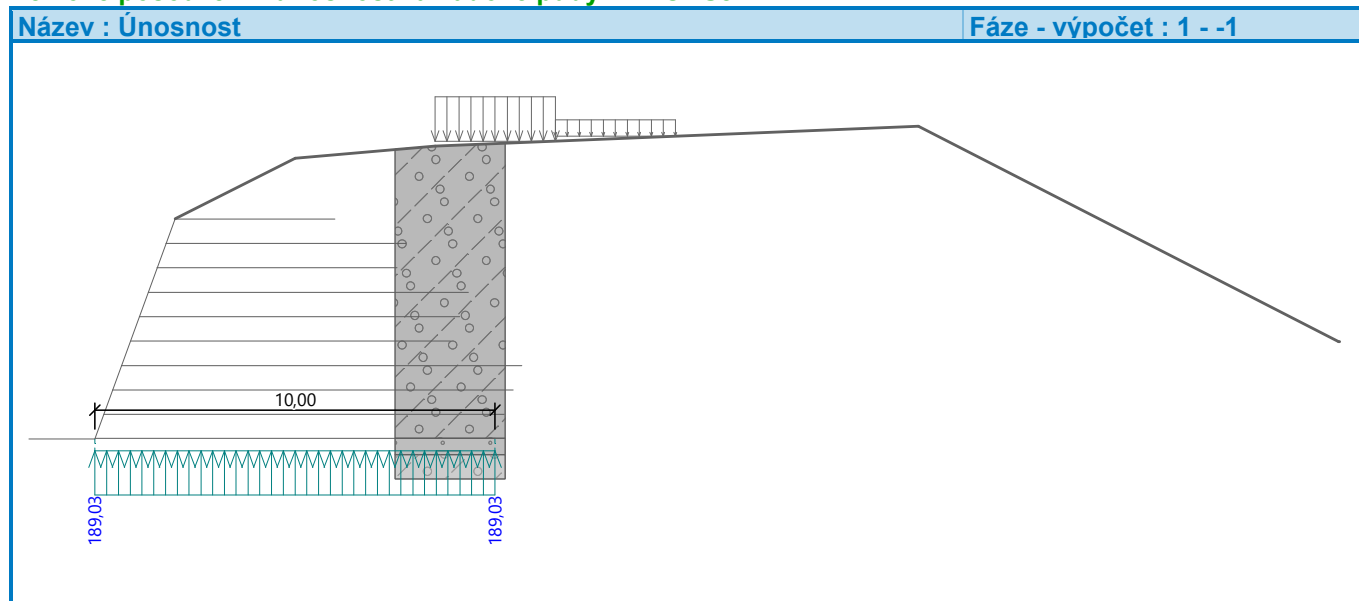 Název : Únosnost
Fáze - výpočet : 1 - -1
10,00
189,03
189,03